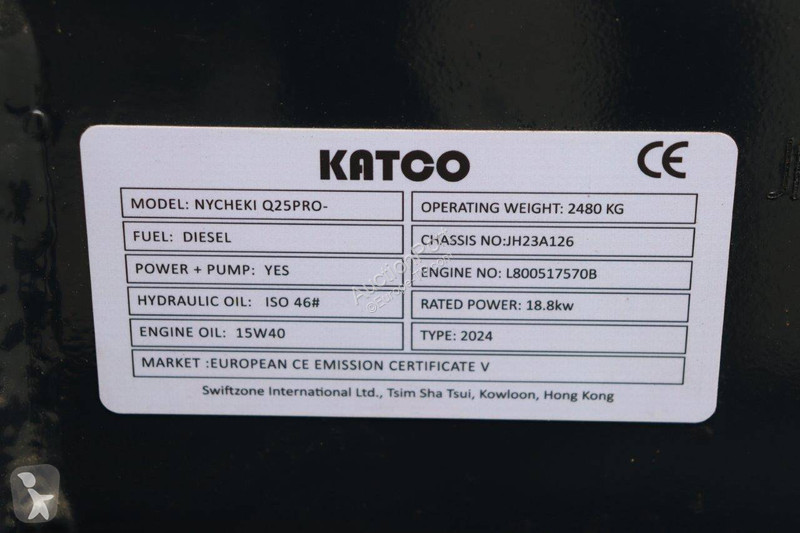 KATCO
CE
MODEL: NYCHEKI Q25PRO-
OPERATING WEIGHT: 2480 KG
FUEL: DIESEL
CHASSIS NO:JH23A126
POWER + PUMP: YES
ENGINE NO: L800517570B
HYDRAULIC OIL: ISO 46#
RATED POWER: 18.8kw
ENGINE OIL: 15W40
TYPE: 2024
MARKET :EUROPEAN CE EMISSION CERTIFICATE V
Swiftzone International Ltd., Tsim Sha Tsui, Kowloon, Hong Kong